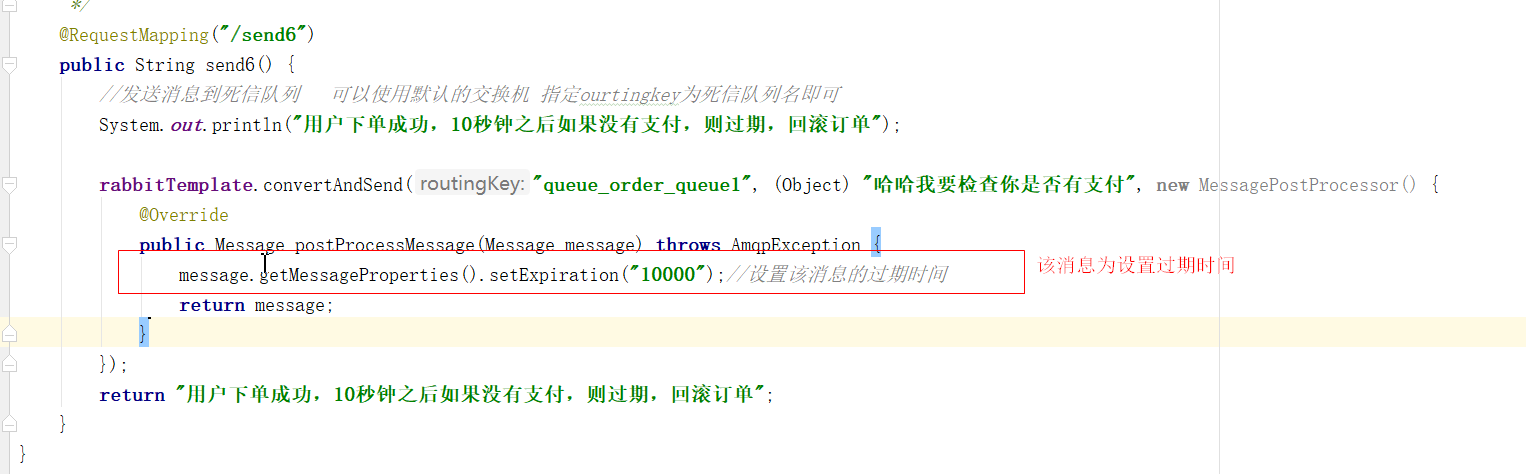 */
@RequestMapping("/send6")
public String send6() {
//发送消息到死信队列   可以使用默认的交换机 指定ourtingkey为死信队列名即可
System.out.println("用户下单成功，10秒钟之后如果没有支付，则过期，回滚订单");
rabbitTemplate.convertAndSend( routingKey: "queue_order_queue1", (Object) "哈哈我要检查你是否有支付", new MessagePostProcessor() {
@Override
public Message postProcessMessage(Message message) throws AmqpException {
message.getMessageProperties().setExpiration("10000");//设置该消息的过期时间 该消息为设置过期时间
return message;
}
});
return "用户下单成功，10秒钟之后如果没有支付，则过期，回滚订单";
}
}